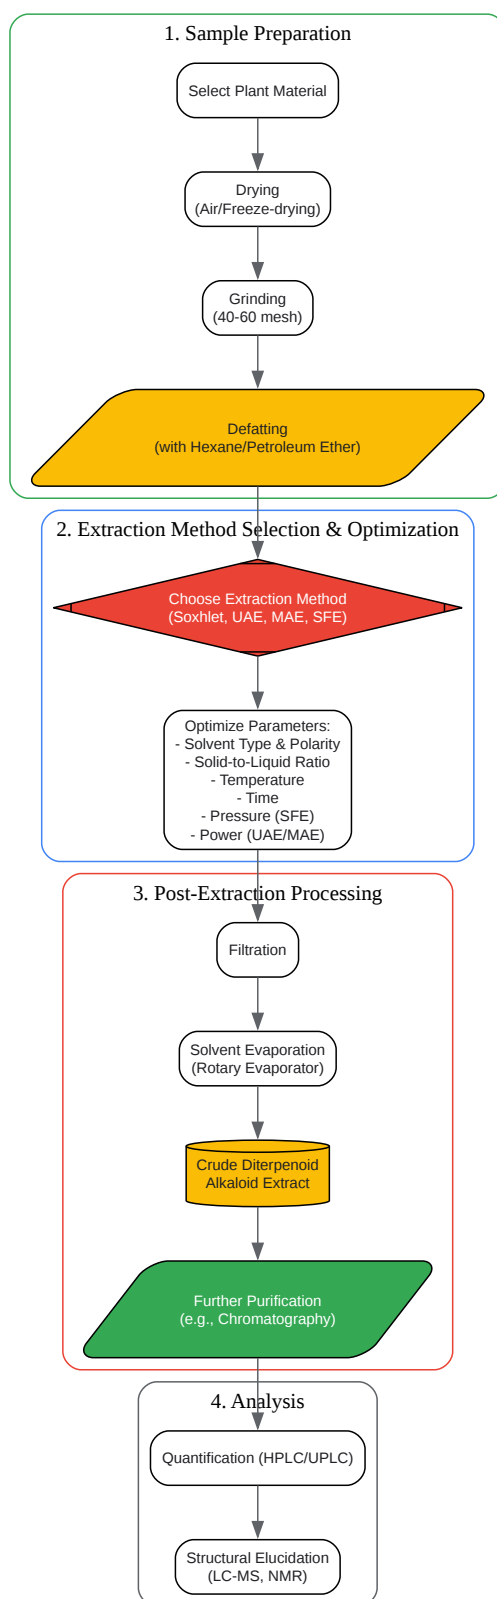 1. Sample Preparation
Select Plant Material
Drying
(Air/Freeze-drying)
Grinding
(40-60 mesh)
Defatting
(with Hexane/Petroleum Ether)
2. Extraction Method Selection & Optimization
Choose Extraction Method
(Soxhlet, UAE, MAE, SFE)
Optimize Parameters:
- Solvent Type & Polarity
- Solid-to-Liquid Ratio
- Temperature
- Time
- Pressure (SFE)
- Power (UAE/MAE)
3. Post-Extraction Processing
Filtration
Solvent Evaporation
(Rotary Evaporator)
Crude Diterpenoid
Alkaloid Extract
Further Purification
(e.g., Chromatography)
4. Analysis
Quantification (HPLC/UPLC)
Structural Elucidation
(LC-MS, NMR)